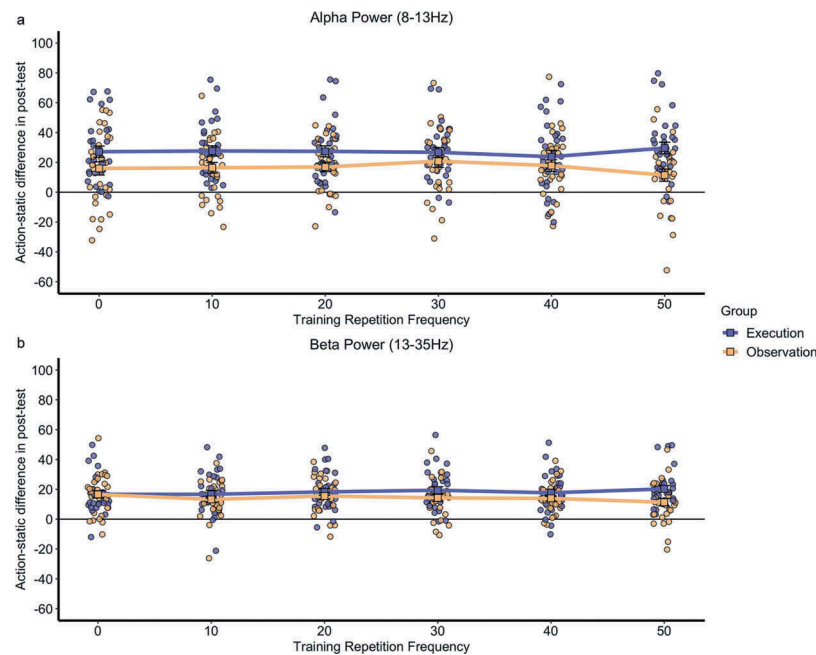 a
Alpha Power (8-13Hz)
Action-static difference in post-test
100
80
60
40
20
0
-20
-40
-60
0 10 20 30 40 50
Training Repetition Frequency
Group
Execution
Observation
b
Beta Power (13-35Hz)
Action-static difference in post-test
100
80
60
40
20
0
-20
-40
-60
0 10 20 30 40 50
Training Repetition Frequency